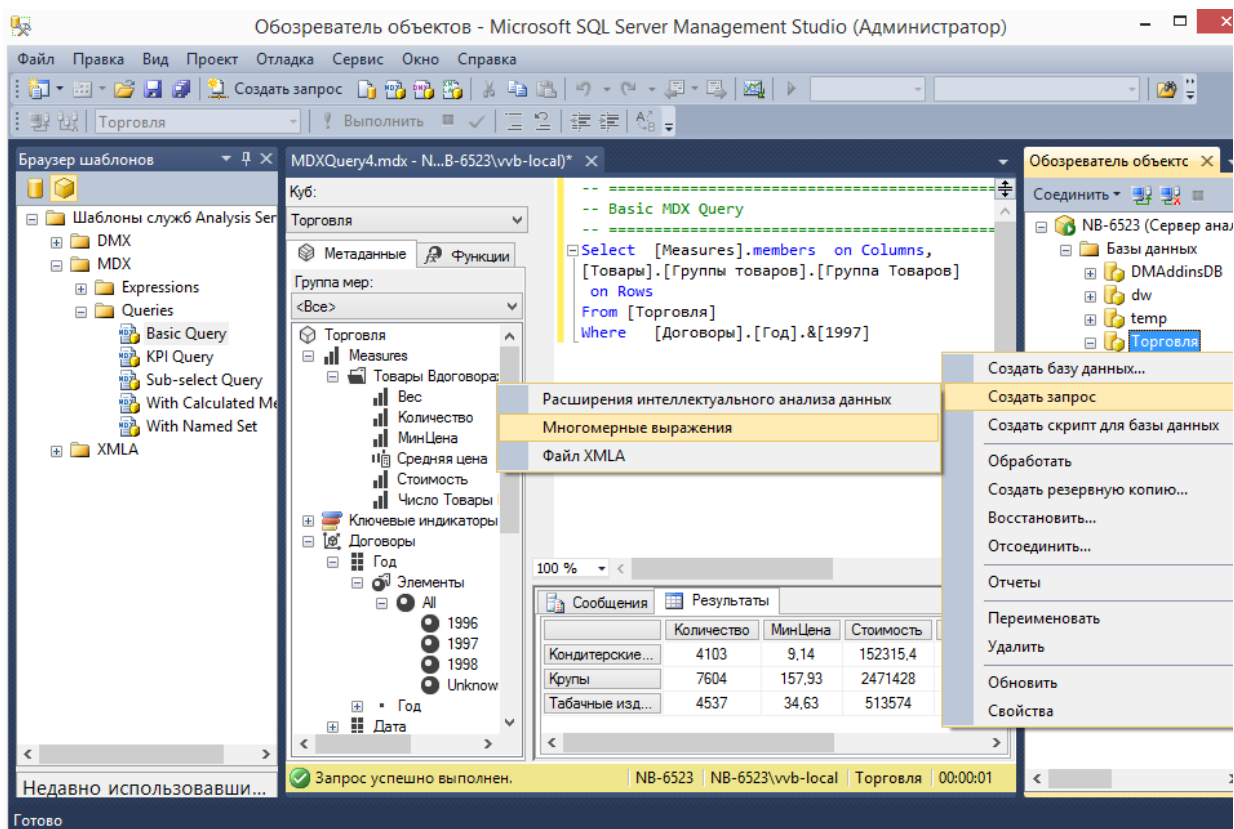 Обозреватель объектов - Microsoft SQL Server Management Studio (Администратор)
Файл Правка Вид Проект Отладка Сервис Окно Справка
Создать запрос
Торговля
Выполнить
Браузер шаблонов
Шаблоны служб Analysis Ser
DMX
MDX
Expressions
Queries
Basic Query
KPI Query
Sub-select Query
With Calculated Me
With Named Set
XMLA
Недавно использовавши...
MDXQuery4.mdx - N...B-6523\vvb-local)*
Куб:
Торговля
Метаданные
Функции
Группа мер:
<Все>
Торговля
Measures
Товары Вдоговора:
Вес
Количество
МинЦена
Средняя цена
Стоимость
Число Товары
Ключевые индикаторы
Договоры
Год
Элементы
All
1996
1997
1998
Unknow
Год
Дата
-- ================================================
-- Basic MDX Query
-- ================================================
Select [Measures].members on Columns,
[Товары].[Группы товаров].[Группа Товаров]
on Rows
From [Торговля]
Where [Договоры].[Год].&[1997]
100 %
Сообщения
Результаты
Количество МинЦена Стоимость
Кондитерские... 4103 9,14 152315,4
Крупы 7604 157,93 2471428
Табачные изд... 4537 34,63 513574
Запрос успешно выполнен. NB-6523 NB-6523\vvb-local Торговля 00:00:01
Обозреватель объектс
Соединить
NB-6523 (Сервер анал
Базы данных
DMAddinsDB
dw
temp
Торговля
Создать базу данных...
Создать запрос
Создать скрипт для базы данных
Обработать
Создать резервную копию...
Восстановить...
Отсоединить...
Отчеты
Переименовать
Удалить
Обновить
Свойства
Расширения интеллектуального анализа данных
Многомерные выражения
Файл XMLA
Готово